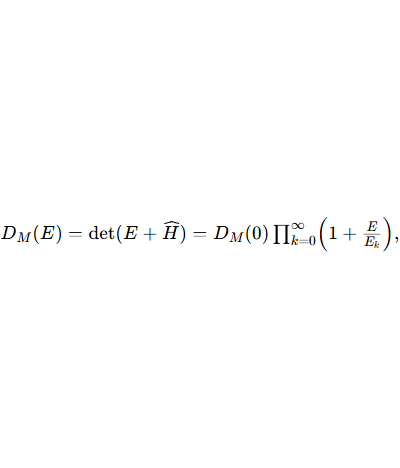 $D_M(E) = \det(E + \widehat{H}) = D_M(0) \prod_{k=0}^{\infty} \left(1 + \frac{E}{E_k}\right),$